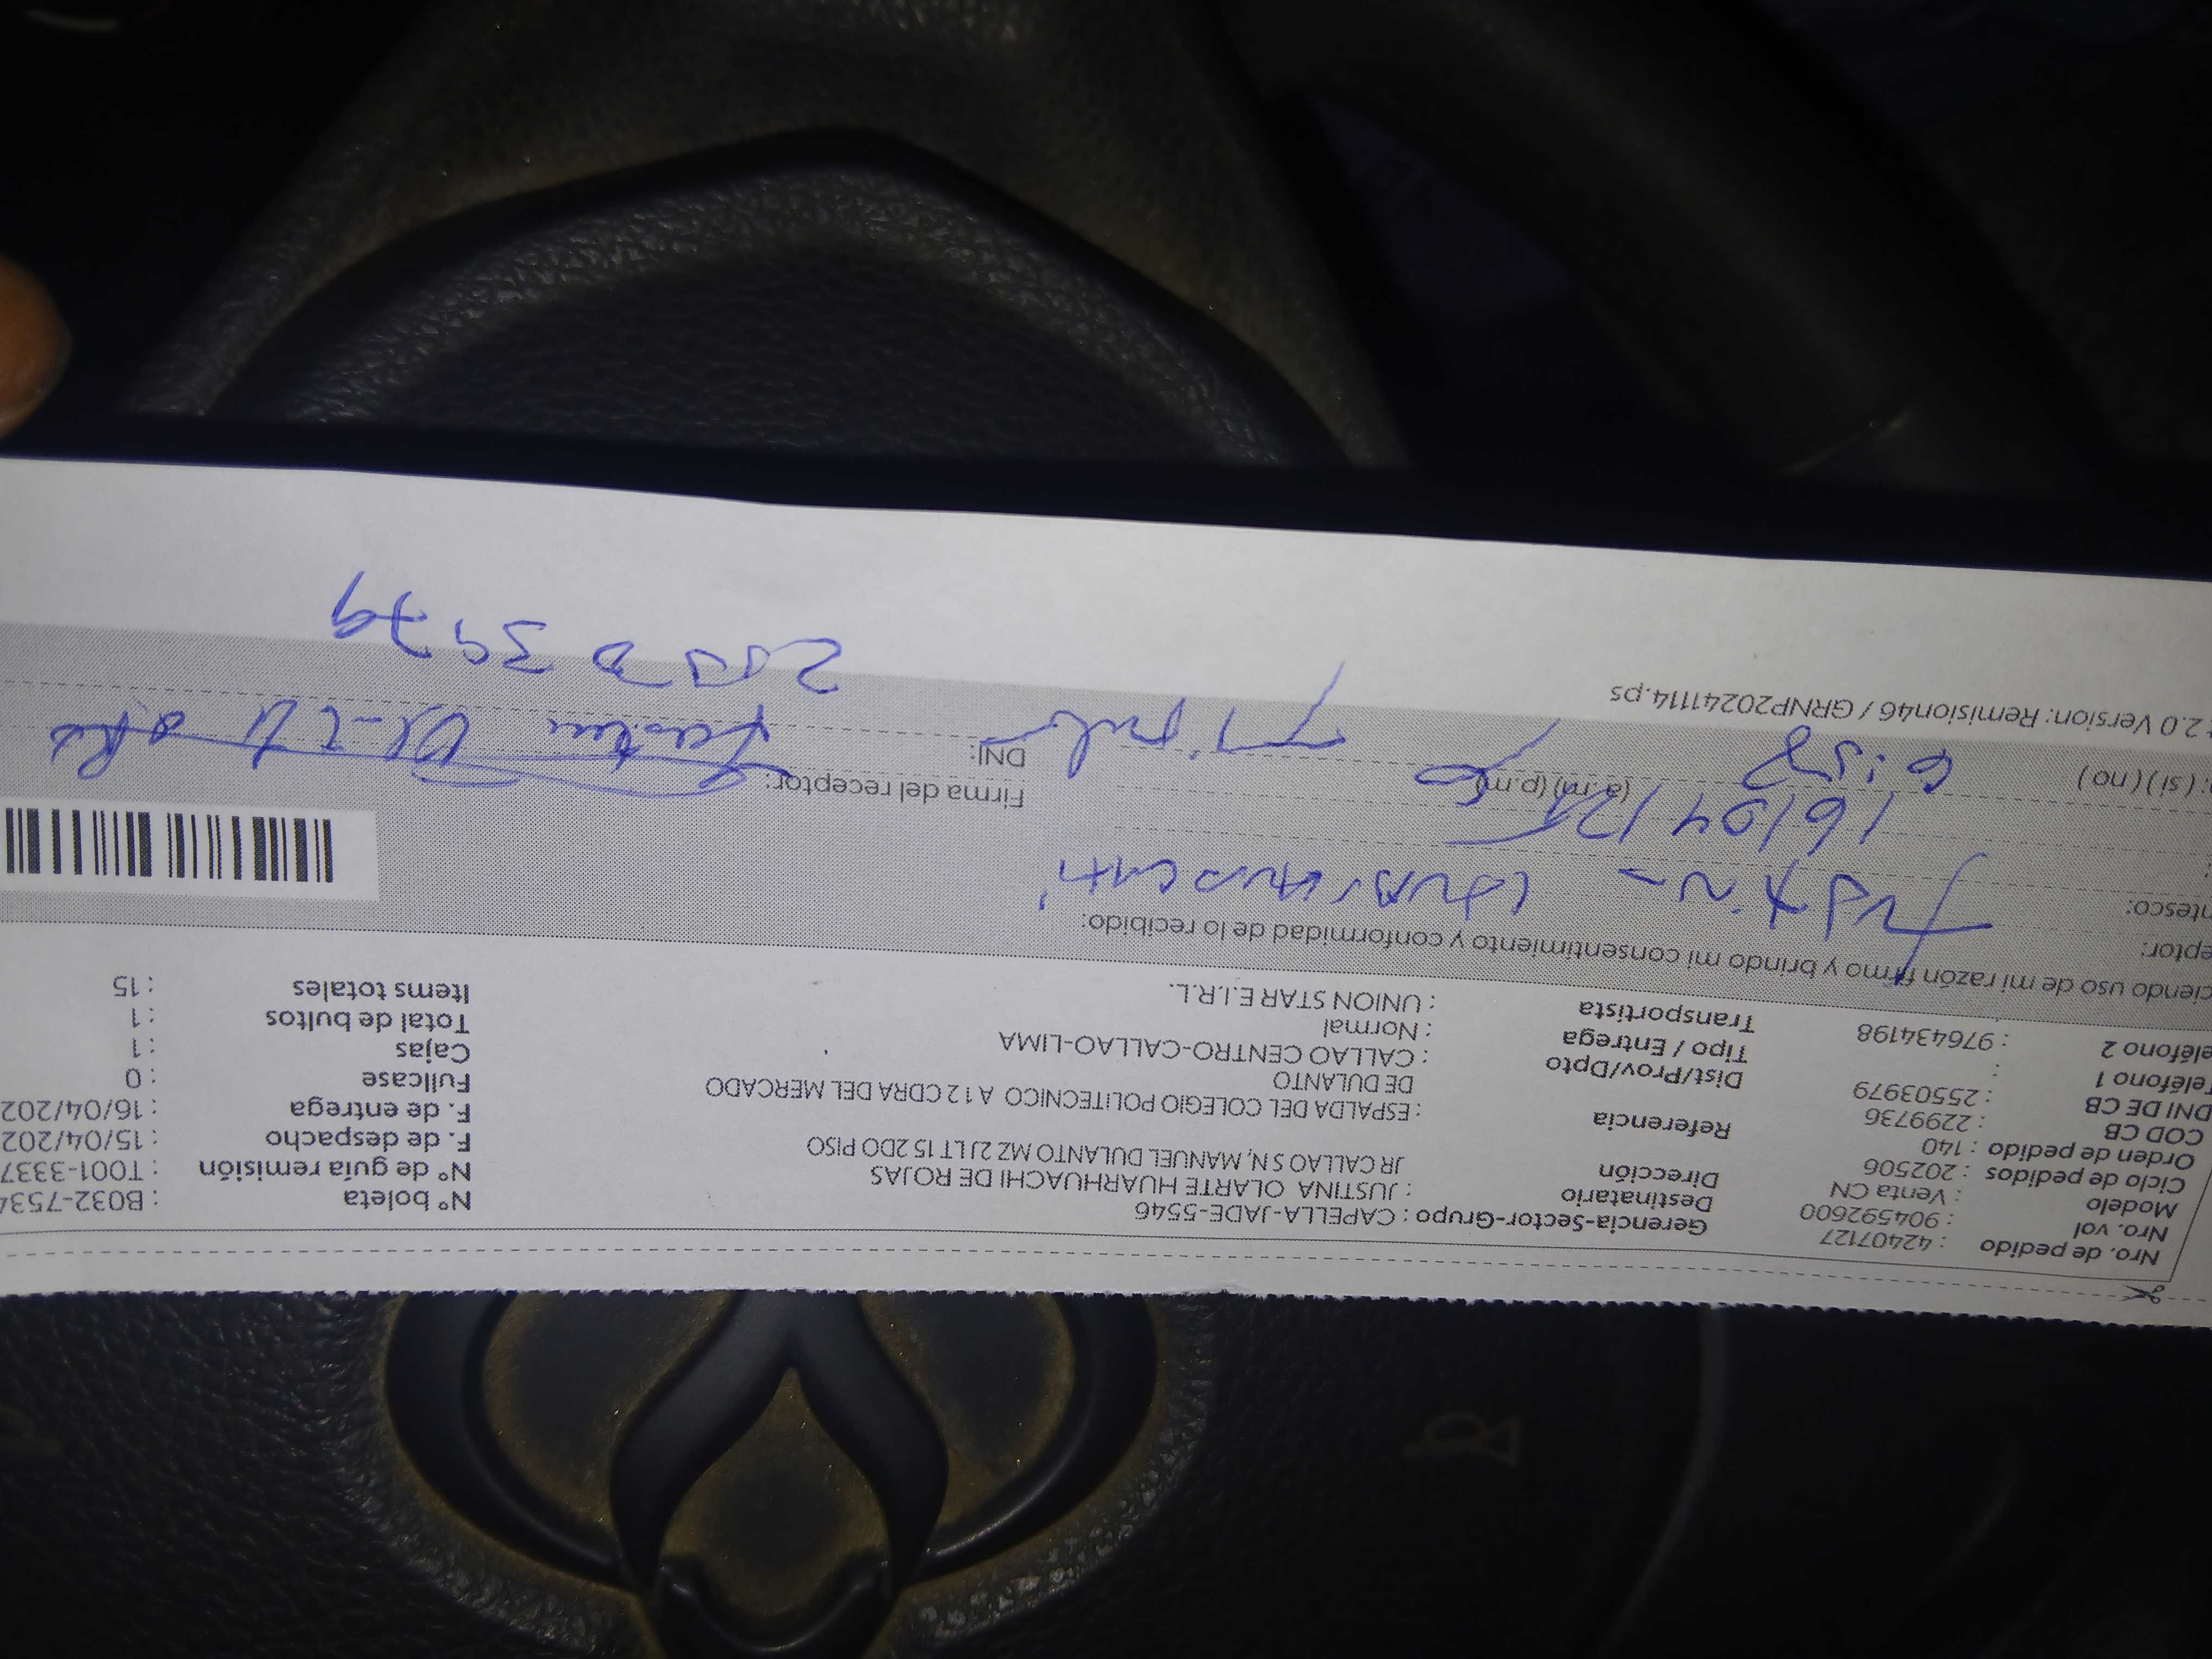 Nro. de pedido : 42407127
Nro. vol : 904592600
Modelo : Venta CN
Ciclo de pedidos : 202506
Orden de pedido : 140
COD CB : 2299736
DNI DE CB : 25503979
Teléfono 1 :
eléfono 2 : 976434198
Gerencia-Sector-Grupo : CAPELLA-JADE-5546
Destinatario : JUSTINA OLARTE HUARHUACHI DE ROJAS
Dirección JR CALLAO S N, MANUEL DULANTO MZ 2J LT 15 2DO PISO
Referencia : ESPALDA DEL COLEGIO POLITECNICO A 1 2 CDRA DEL MERCADO
DE DULANTO
Dist/Prov/Dpto : CALLAO CENTRO-CALLAO-LIMA
Tipo / Entrega : Normal
Transportista : UNION STAR E.I.R.L.
Nº boleta : B032-7534
Nº de guía remisión : T001-3337
F. de despacho : 15/04/202
F. de entrega : 16/04/202
Fullcase : 0
Cajas : 1
Total de bultos : 1
Items totales : 15
ciendo uso de mi razón firmo y brindo mi consentimiento y conformidad de lo recibido:
eptor: Justina
ntesco:
: 16/04/25
6:58 (a.m) (p.m)
: ( si ) ( no )
Firma del receptor:
DNI:
2.0 Version: Remision46 / GRNP20241114.ps